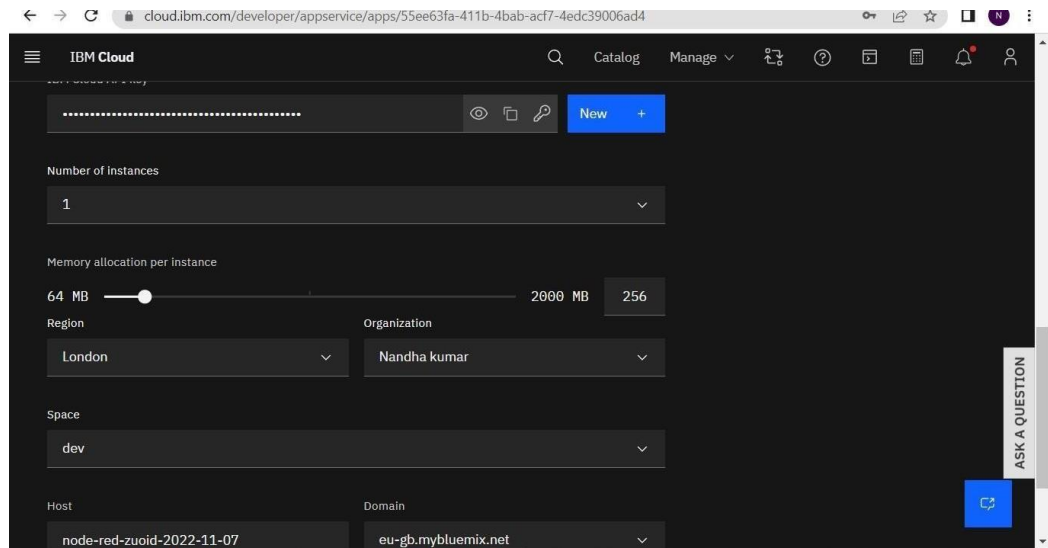 cloud.ibm.com/developer/appservice/apps/55ee63fa-411b-4bab-acf7-4edc39006ad4
N
IBM Cloud
Catalog
Manage
New +
Number of instances
1
Memory allocation per instance
64 MB
2000 MB
256
Region
Organization
London
Nandha kumar
Space
dev
Host
Domain
node-red-zuoid-2022-11-07
eu-gb.mybluemix.net
ASK A QUESTION